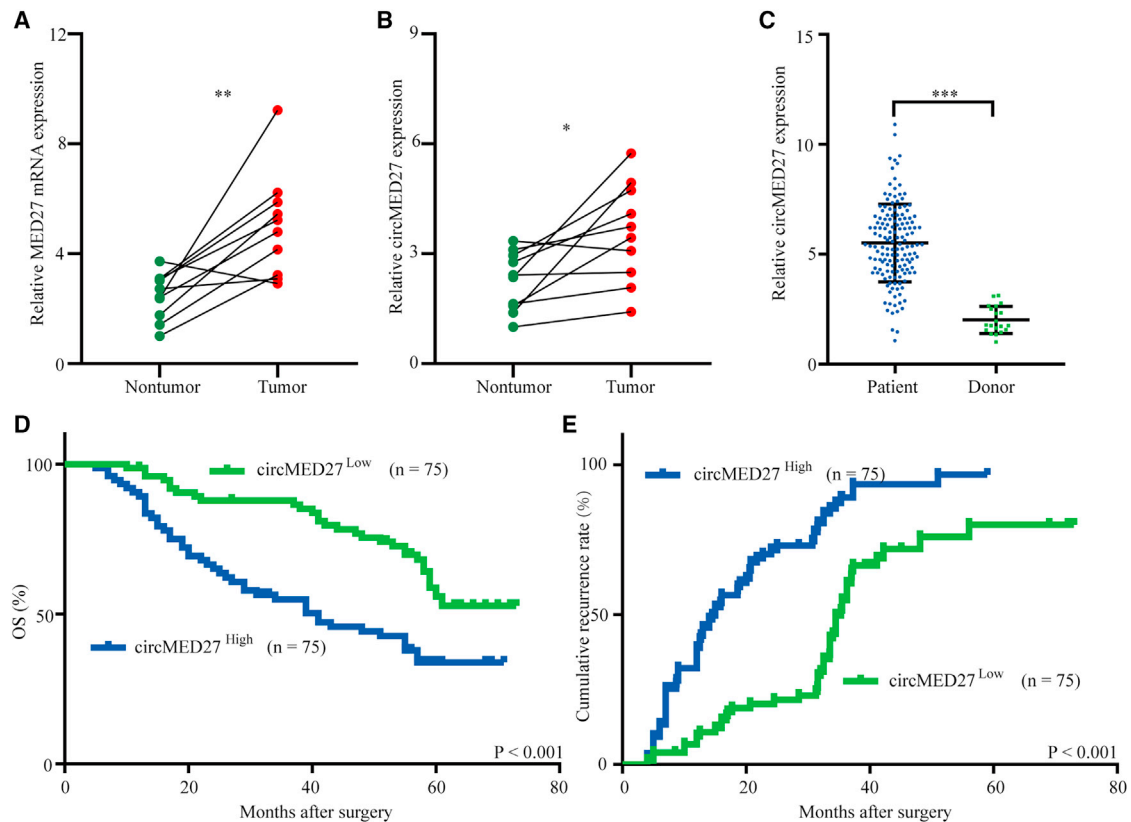 A
Relative MED27 mRNA expression
12
8
4
0
**
Nontumor Tumor
B
Relative circMED27 expression
9
6
3
0
*
Nontumor Tumor
C
Relative circMED27 expression
15
10
5
0
***
Patient Donor
D
OS (%)
100
50
0
circMED27 Low (n = 75)
circMED27 High (n = 75)
P < 0.001
0 20 40 60 80
Months after surgery
E
Cumulative recurrence rate (%)
100
50
0
circMED27 High (n = 75)
circMED27 Low (n = 75)
P < 0.001
0 20 40 60 80
Months after surgery